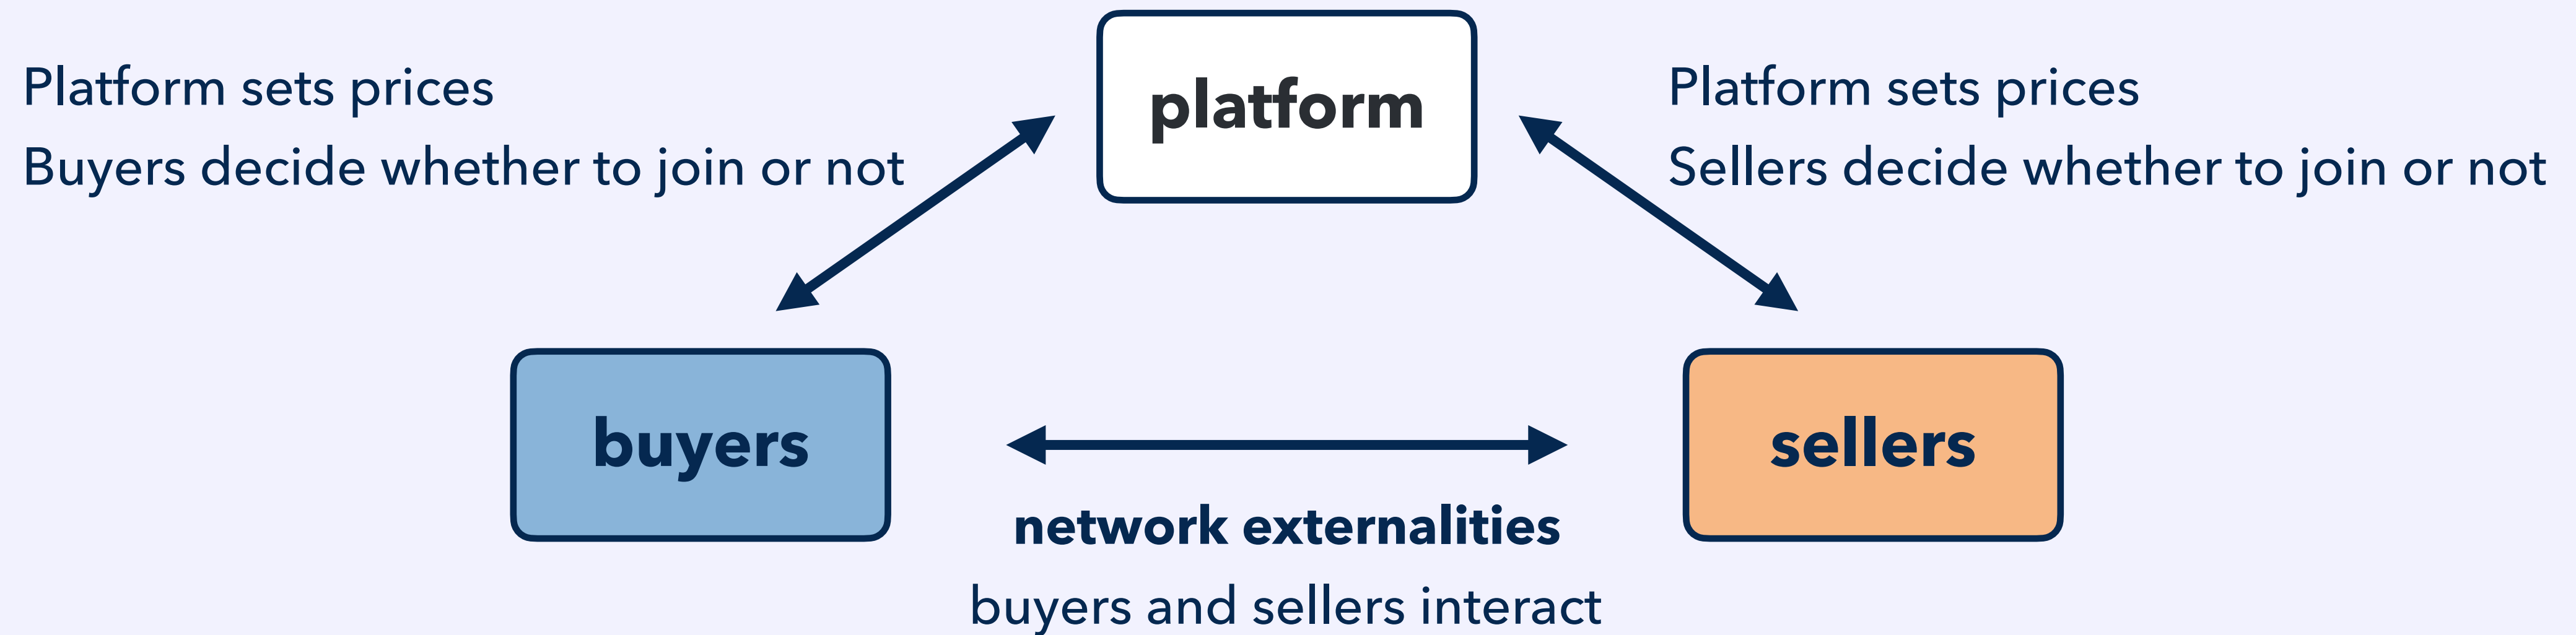 platform
Platform sets prices
Buyers decide whether to join or not
Platform sets prices
Sellers decide whether to join or not
buyers
sellers
network externalities
buyers and sellers interact